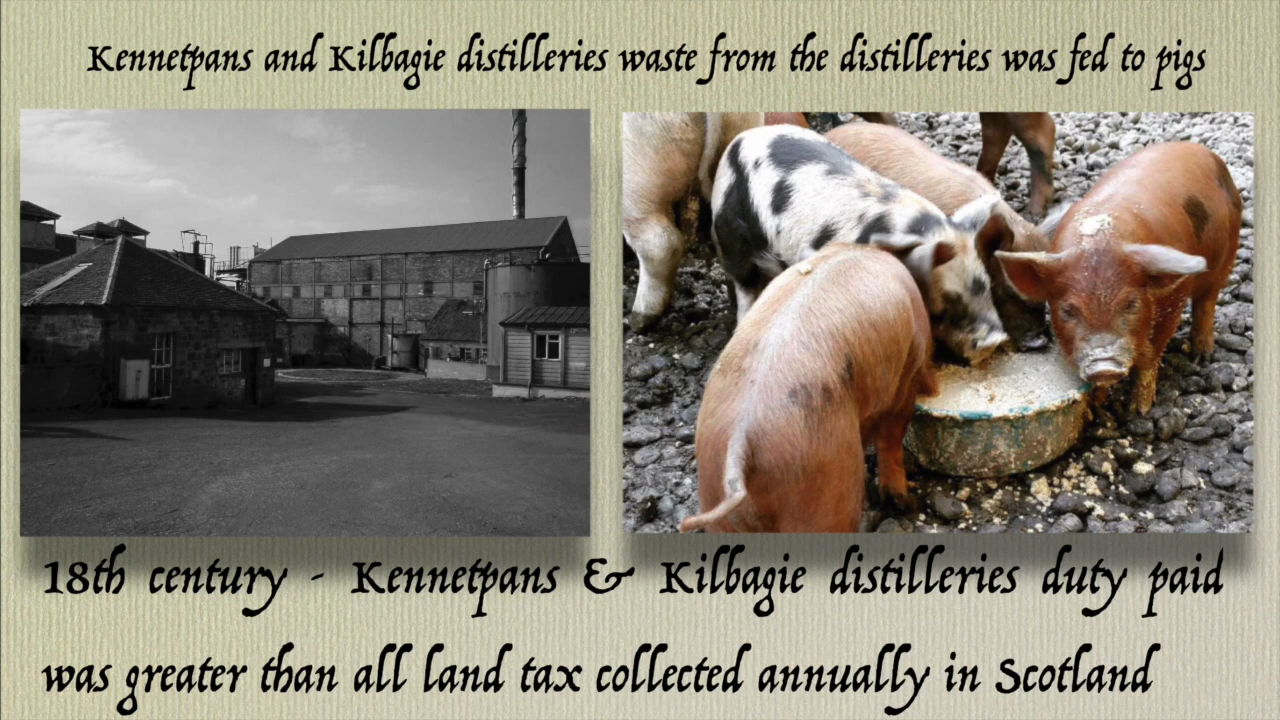 Kennetpans and Kilbagie distilleries waste from the distilleries was fed to pigs
18th century - Kennetpans & Kilbagie distilleries duty paid
was greater than all land tax collected annually in Scotland